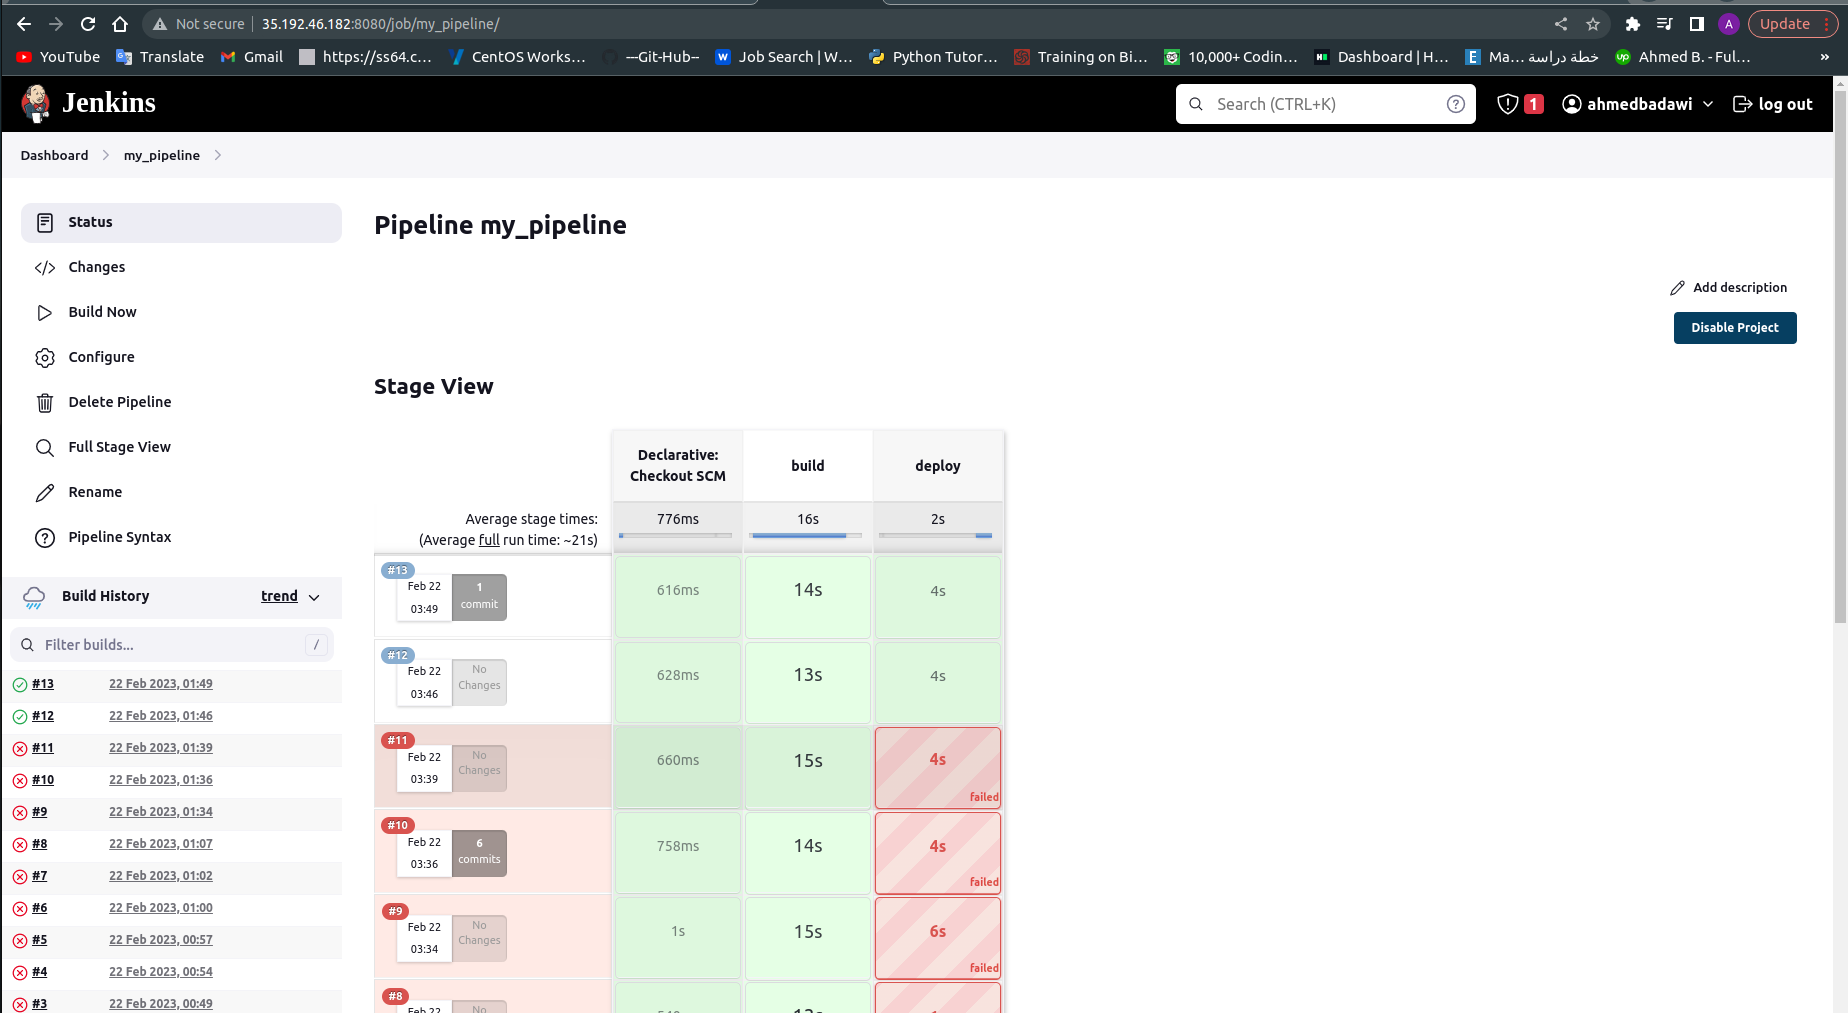 Not secure | 35.192.46.182:8080/job/my_pipeline/
A
Update
YouTube Translate Gmail https://ss64.c... CentOS Works... ---Git-Hub-- Job Search | W... Python Tutor... Training on Bi... 10,000+ Codin... Dashboard | H... Ma... خطة دراسة Ahmed B. - Ful... »
Jenkins
Search (CTRL+K)
?
1
ahmedbadawi
log out
Dashboard > my_pipeline >
Status
Changes
Build Now
Configure
Delete Pipeline
Full Stage View
Rename
Pipeline Syntax
Build History trend
Filter builds... /
#13 22 Feb 2023, 01:49
#12 22 Feb 2023, 01:46
#11 22 Feb 2023, 01:39
#10 22 Feb 2023, 01:36
#9 22 Feb 2023, 01:34
#8 22 Feb 2023, 01:07
#7 22 Feb 2023, 01:02
#6 22 Feb 2023, 01:00
#5 22 Feb 2023, 00:57
#4 22 Feb 2023, 00:54
#3 22 Feb 2023, 00:49
Pipeline my_pipeline
Add description
Disable Project
Stage View
Declarative:
Checkout SCM
build
deploy
Average stage times:
(Average full run time: ~21s)
776ms 16s 2s
#13
Feb 22
03:49
1
commit
616ms 14s 4s
#12
Feb 22
03:46
No
Changes
628ms 13s 4s
#11
Feb 22
03:39
No
Changes
660ms 15s 4s
failed
#10
Feb 22
03:36
6
commits
758ms 14s 4s
failed
#9
Feb 22
03:34
No
Changes
1s 15s 6s
failed
#8
Feb 22
No